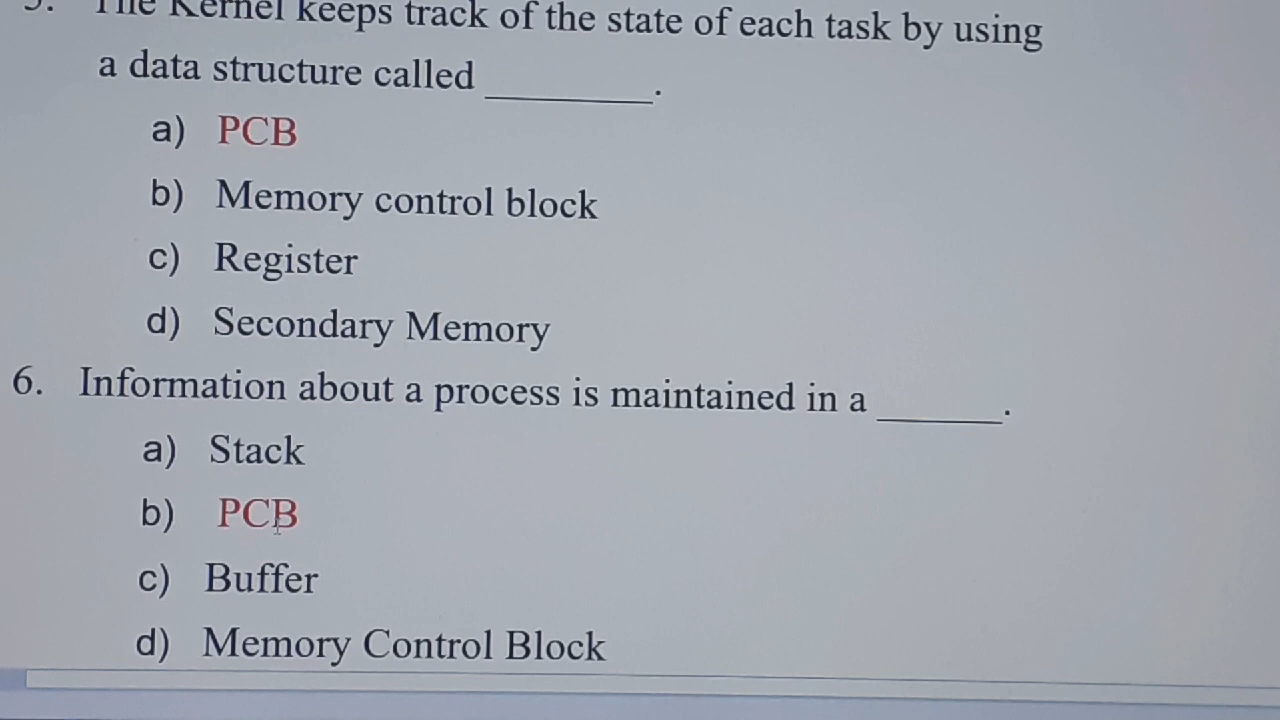 5. The Kernel keeps track of the state of each task by using
a data structure called ________.
a) PCB
b) Memory control block
c) Register
d) Secondary Memory
6. Information about a process is maintained in a ______.
a) Stack
b) PCB
c) Buffer
d) Memory Control Block